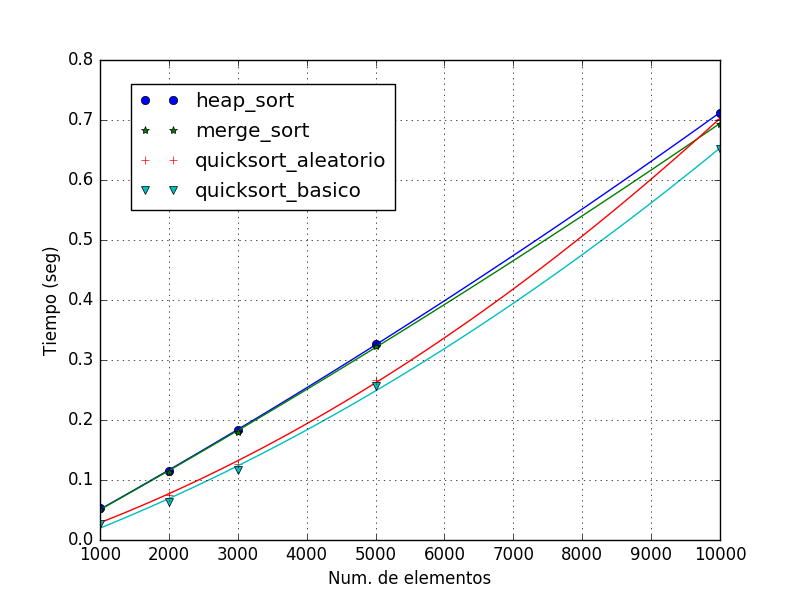 0.8
0.7
0.6
0.5
0.4
0.3
0.2
0.1
0.0
Tiempo (seg)
heap_sort
merge_sort
quicksort_aleatorio
quicksort_basico
1000 2000 3000 4000 5000 6000 7000 8000 9000 10000
Num. de elementos